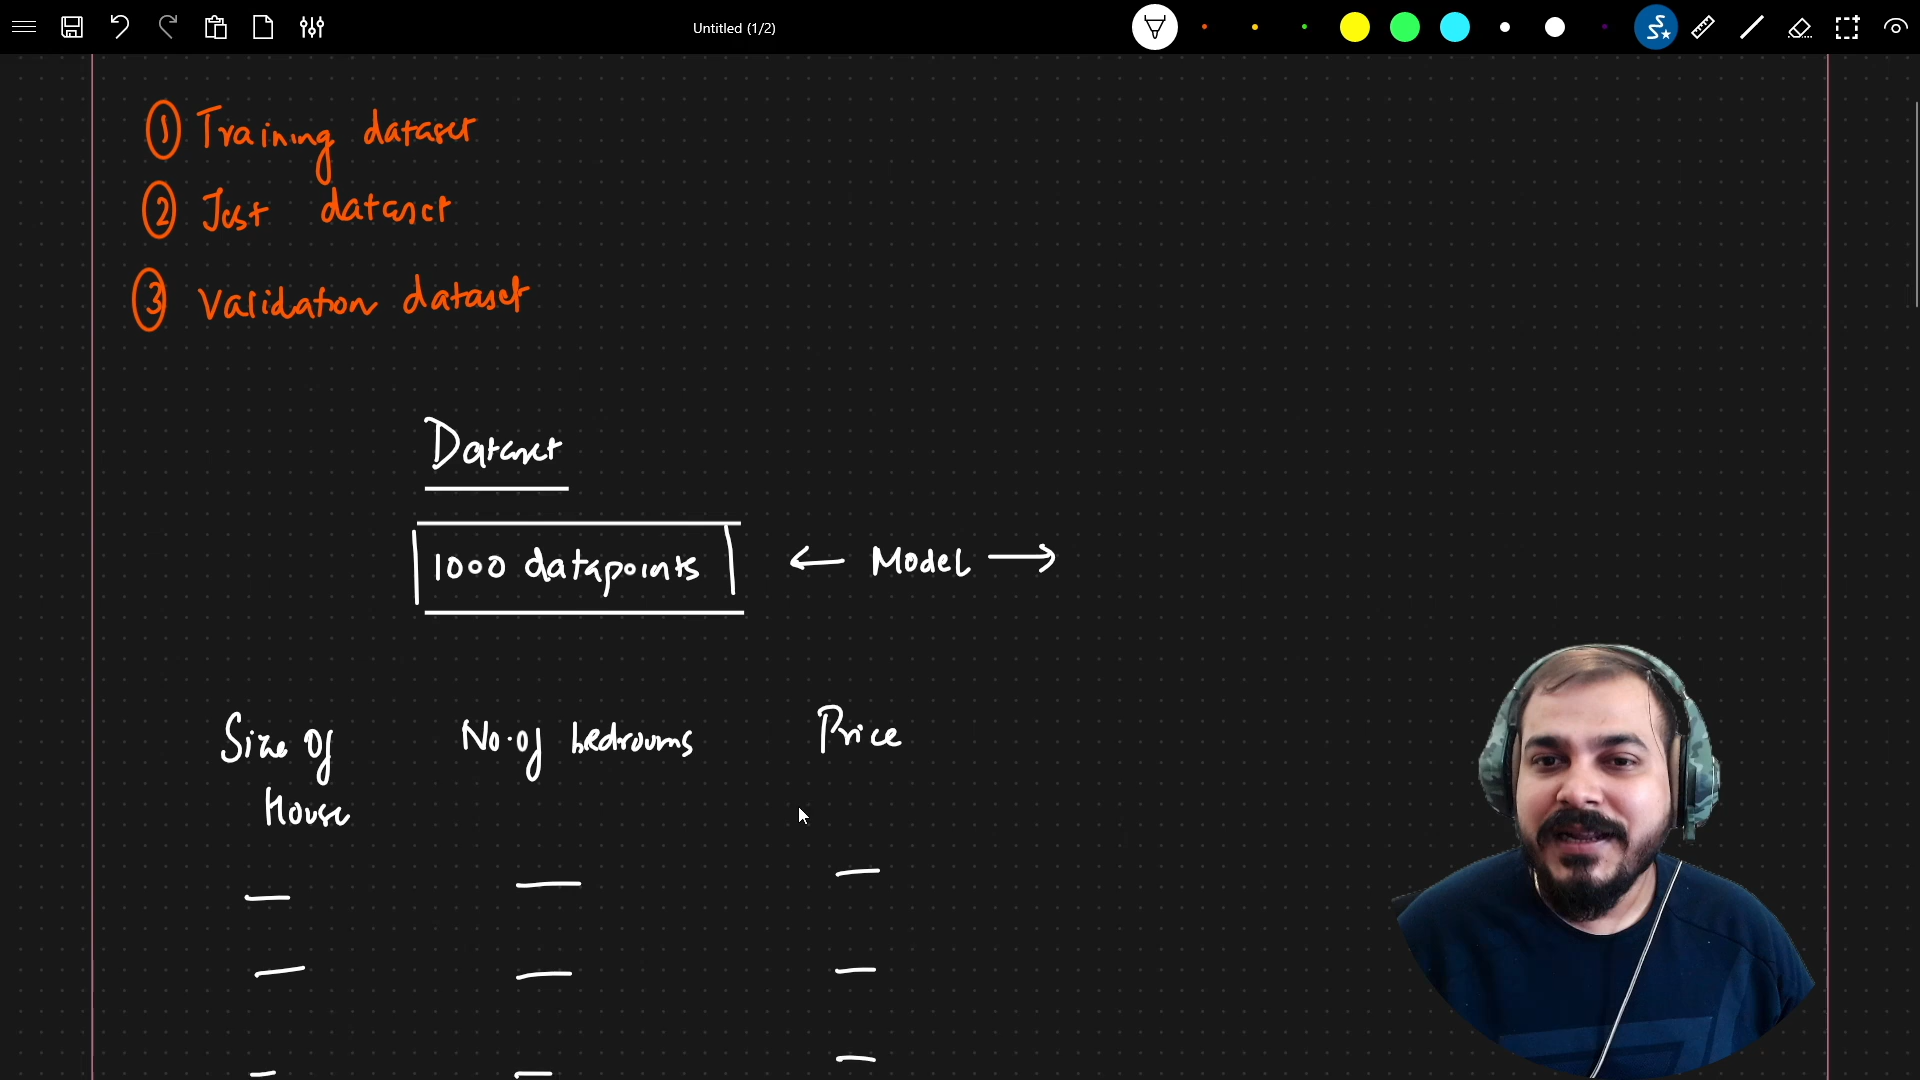 Untitled (1/2)
① Training dataset
② Test dataset
③ Validation dataset
Dataset
1000 datapoints ← Model →
Size Of No. of bedrooms Price
House